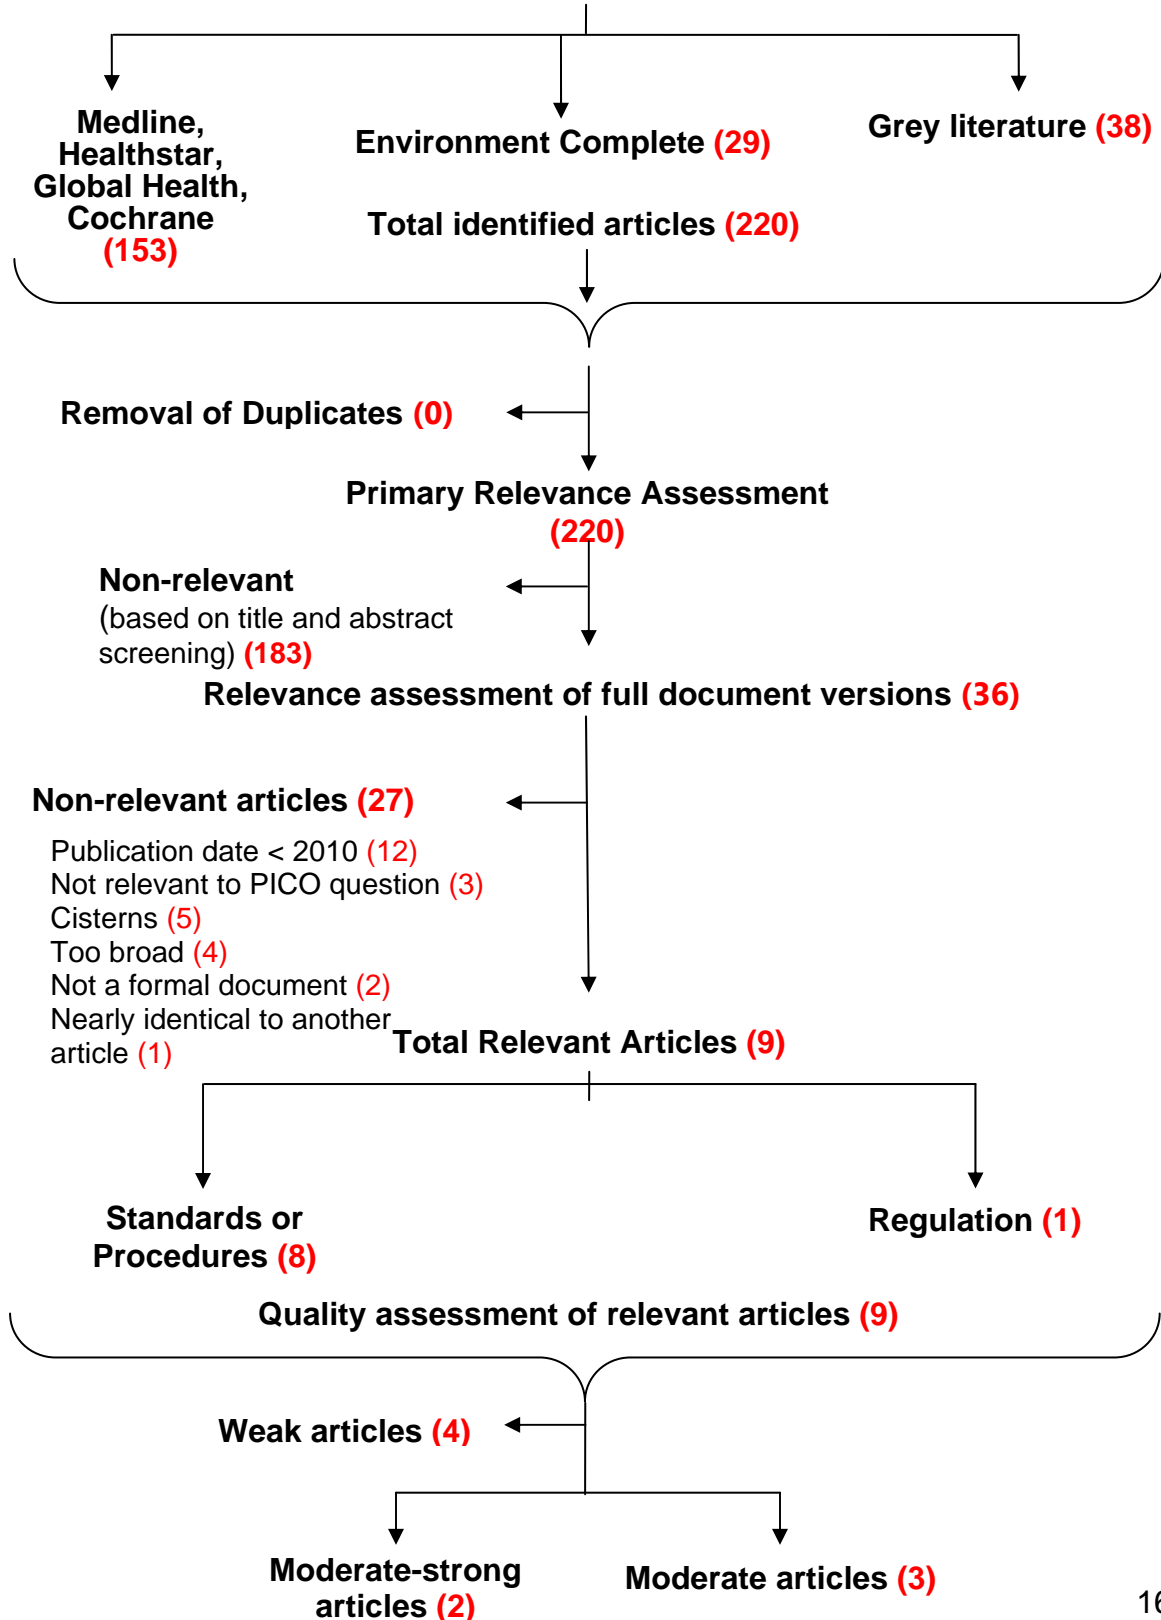 Medline,
Healthstar,
Global Health,
Cochrane
(153)
Environment Complete (29)
Grey literature (38)
Total identified articles (220)
Removal of Duplicates (0)
Primary Relevance Assessment
(220)
Non-relevant
(based on title and abstract
screening) (183)
Relevance assessment of full document versions (36)
Non-relevant articles (27)
Publication date < 2010 (12)
Not relevant to PICO question (3)
Cisterns (5)
Too broad (4)
Not a formal document (2)
Nearly identical to another
article (1)
Total Relevant Articles (9)
Standards or
Procedures (8)
Regulation (1)
Quality assessment of relevant articles (9)
Weak articles (4)
Moderate-strong
articles (2)
Moderate articles (3)
16